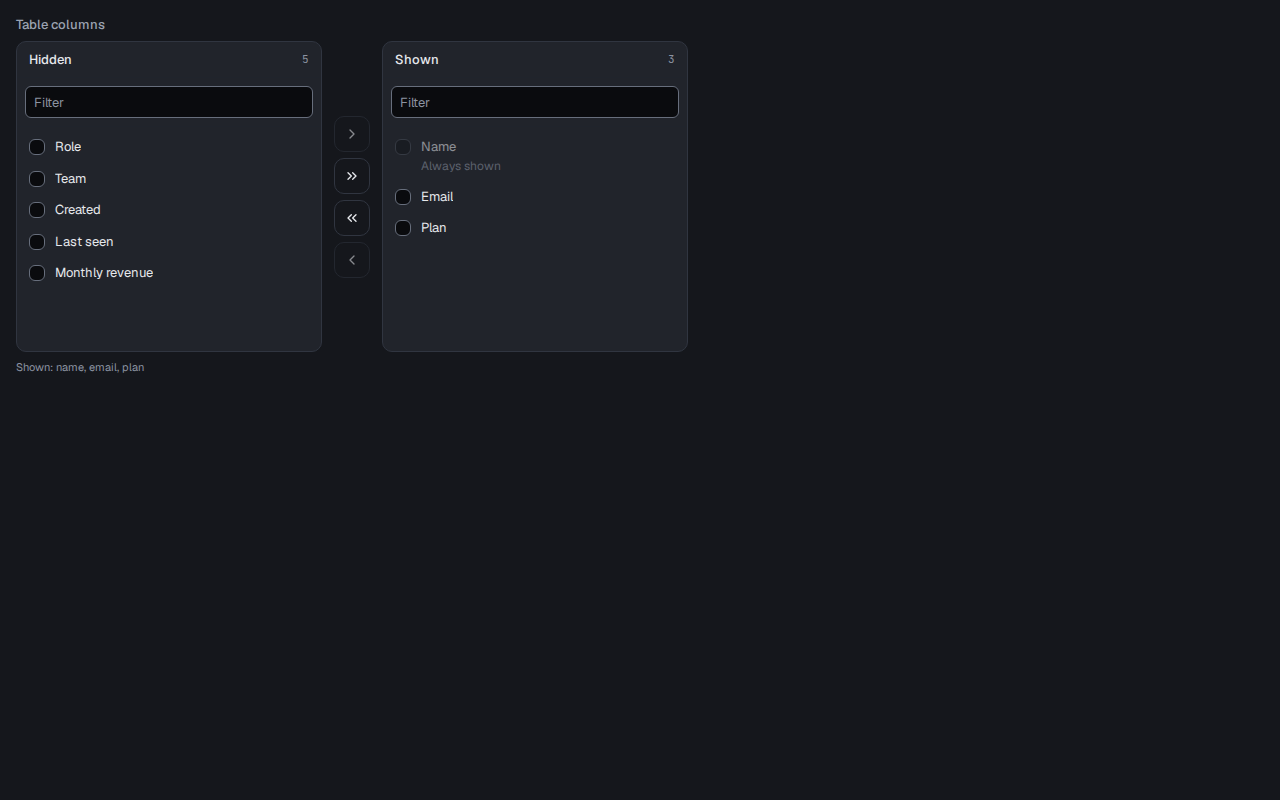 Table columns
Hidden 5
Filter
Role
Team
Created
Last seen
Monthly revenue
Shown 3
Filter
Name
Always shown
Email
Plan
Shown: name, email, plan